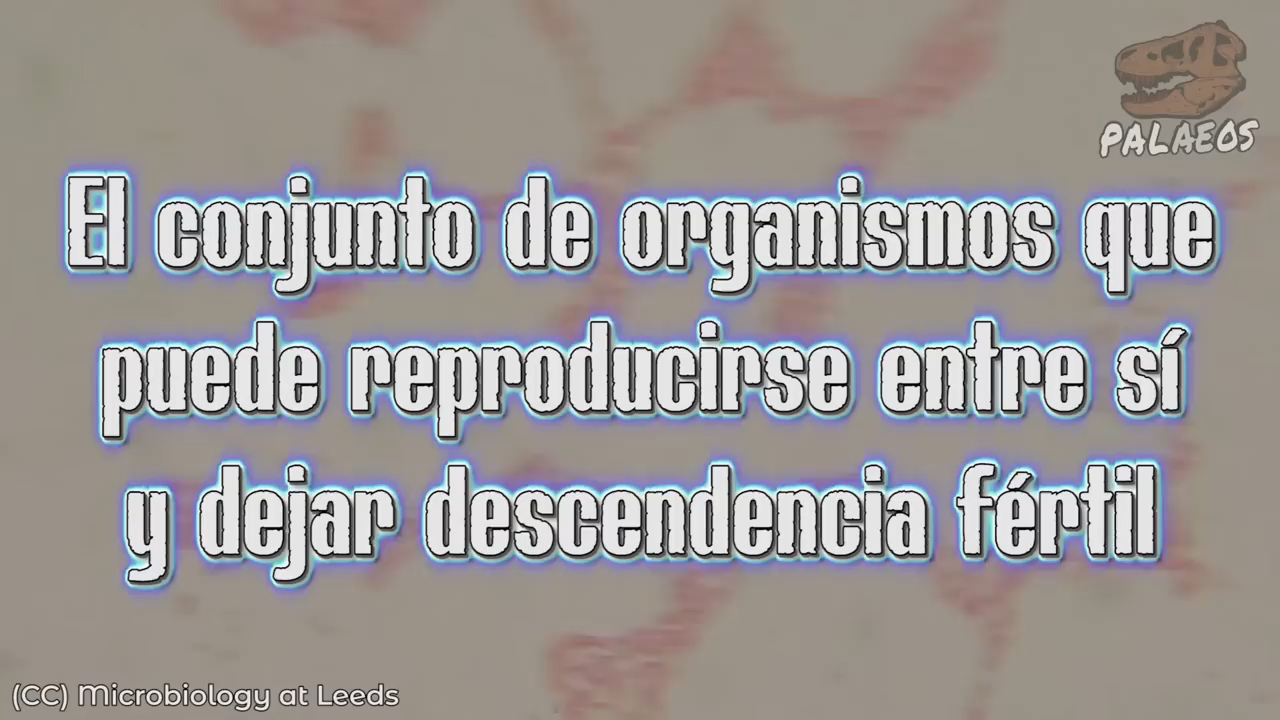 PALAEOS
El conjunto de organismos que
puede reproducirse entre sí
y dejar descendencia fértil
(CC) Microbiology at Leeds